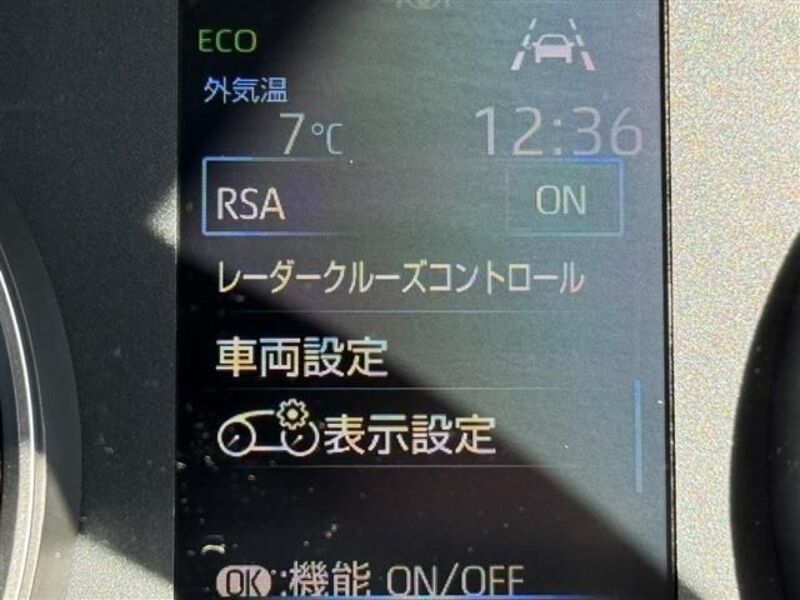 ECO
外気温
7℃ 12:36
RSA ON
レーダークルーズコントロール
車両設定
表示設定
OK :機能 ON/OFF